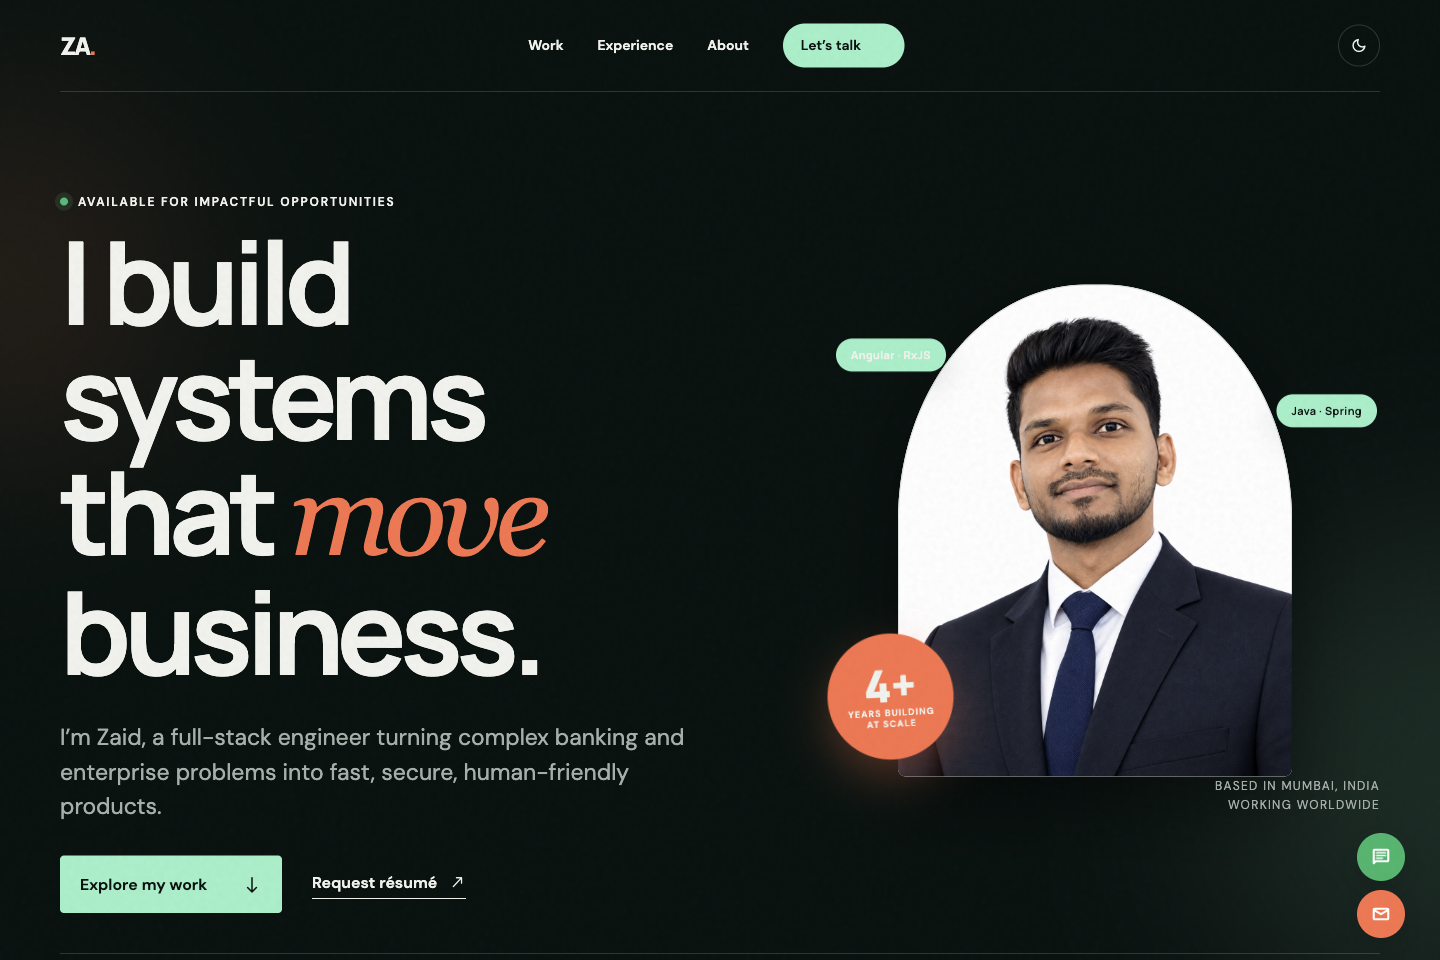 ZA.
Work
Experience
About
Let’s talk
AVAILABLE FOR IMPACTFUL OPPORTUNITIES
I build
systems
that move
business.
I’m Zaid, a full-stack engineer turning complex banking and
enterprise problems into fast, secure, human-friendly
products.
Explore my work ↓
Request résumé ↗
Angular · RxJS
Java · Spring
4+
YEARS BUILDING
AT SCALE
BASED IN MUMBAI, INDIA
WORKING WORLDWIDE